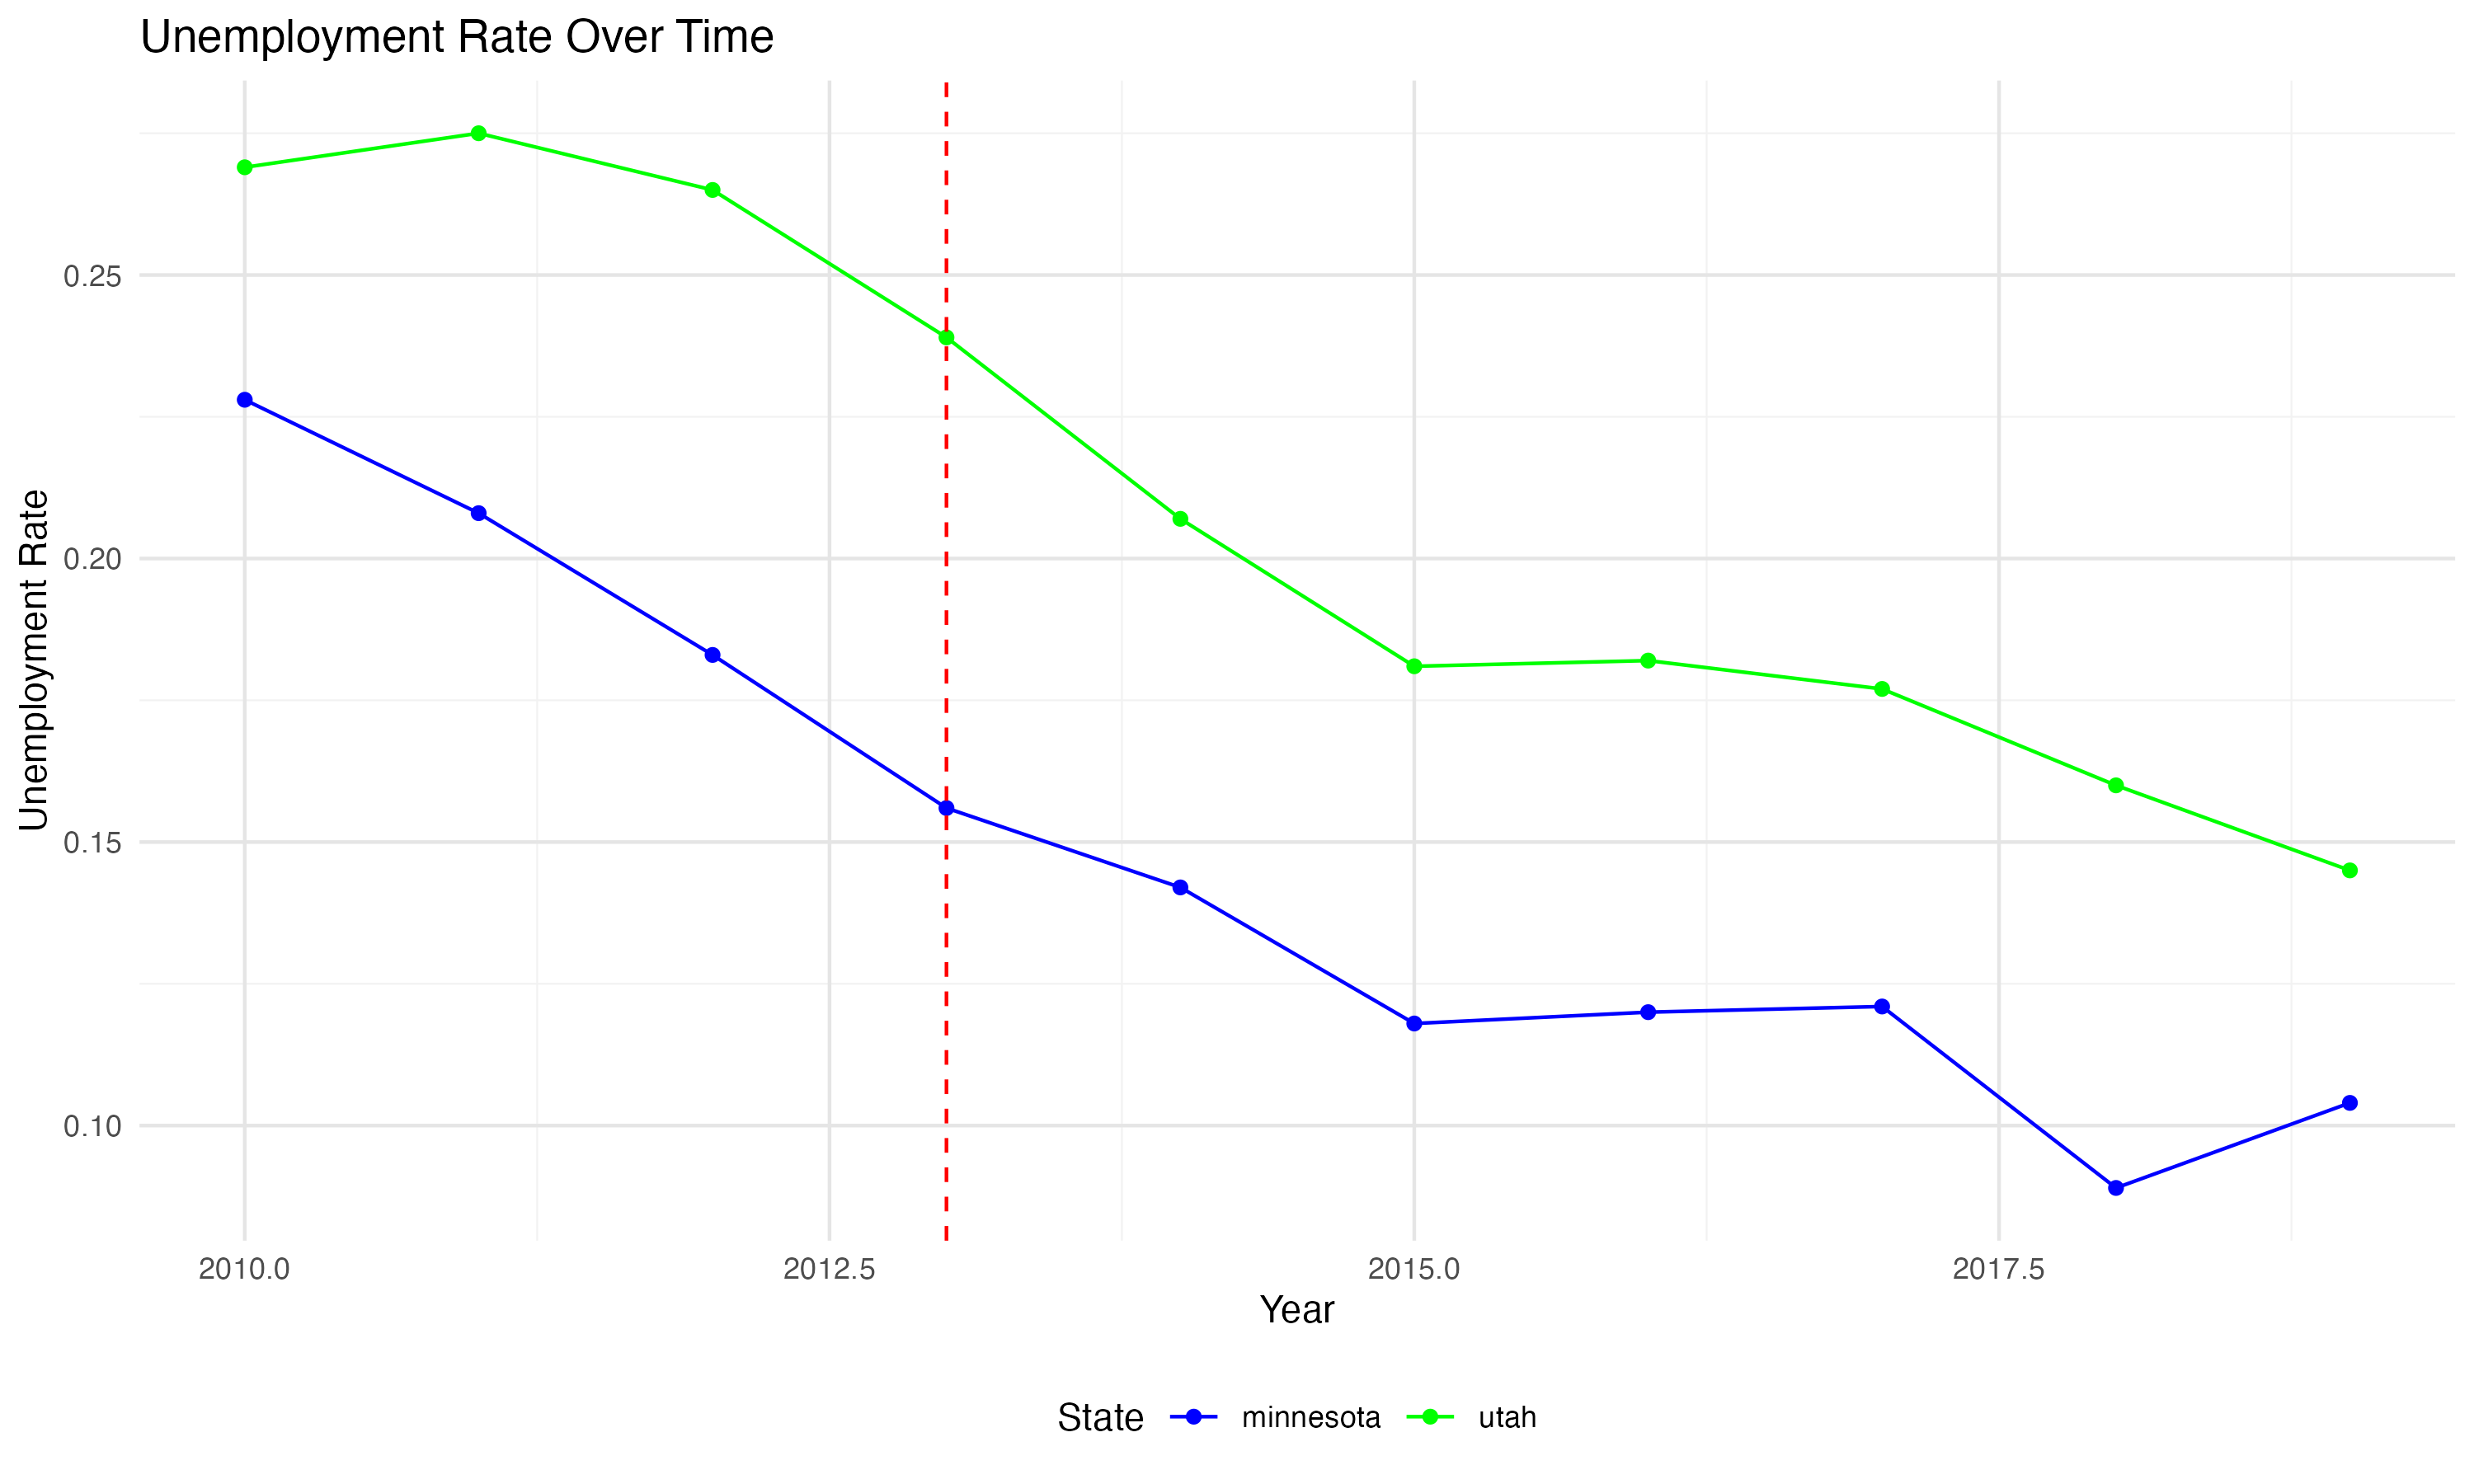 Unemployment Rate Over Time
Unemployment Rate
0.25
0.20
0.15
0.10
2010.0 2012.5 2015.0 2017.5
Year
State minnesota utah